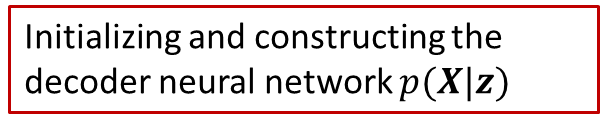 Initializing and constructing the
decoder neural network p(X|z)